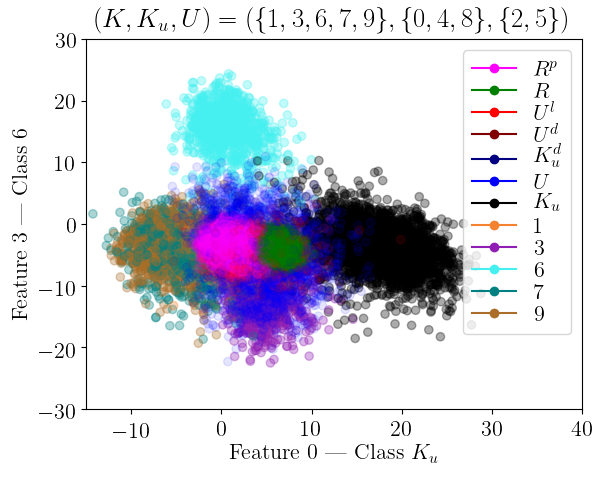 (K, K_u, U) = ({1, 3, 6, 7, 9}, {0, 4, 8}, {2, 5})
30
20
10
0
−10
−20
−30
Feature 3 — Class 6
−10
0
10
20
30
40
Feature 0 — Class K_u
R^p
R
U^l
U^d
K_u^d
U
K_u
1
3
6
7
9